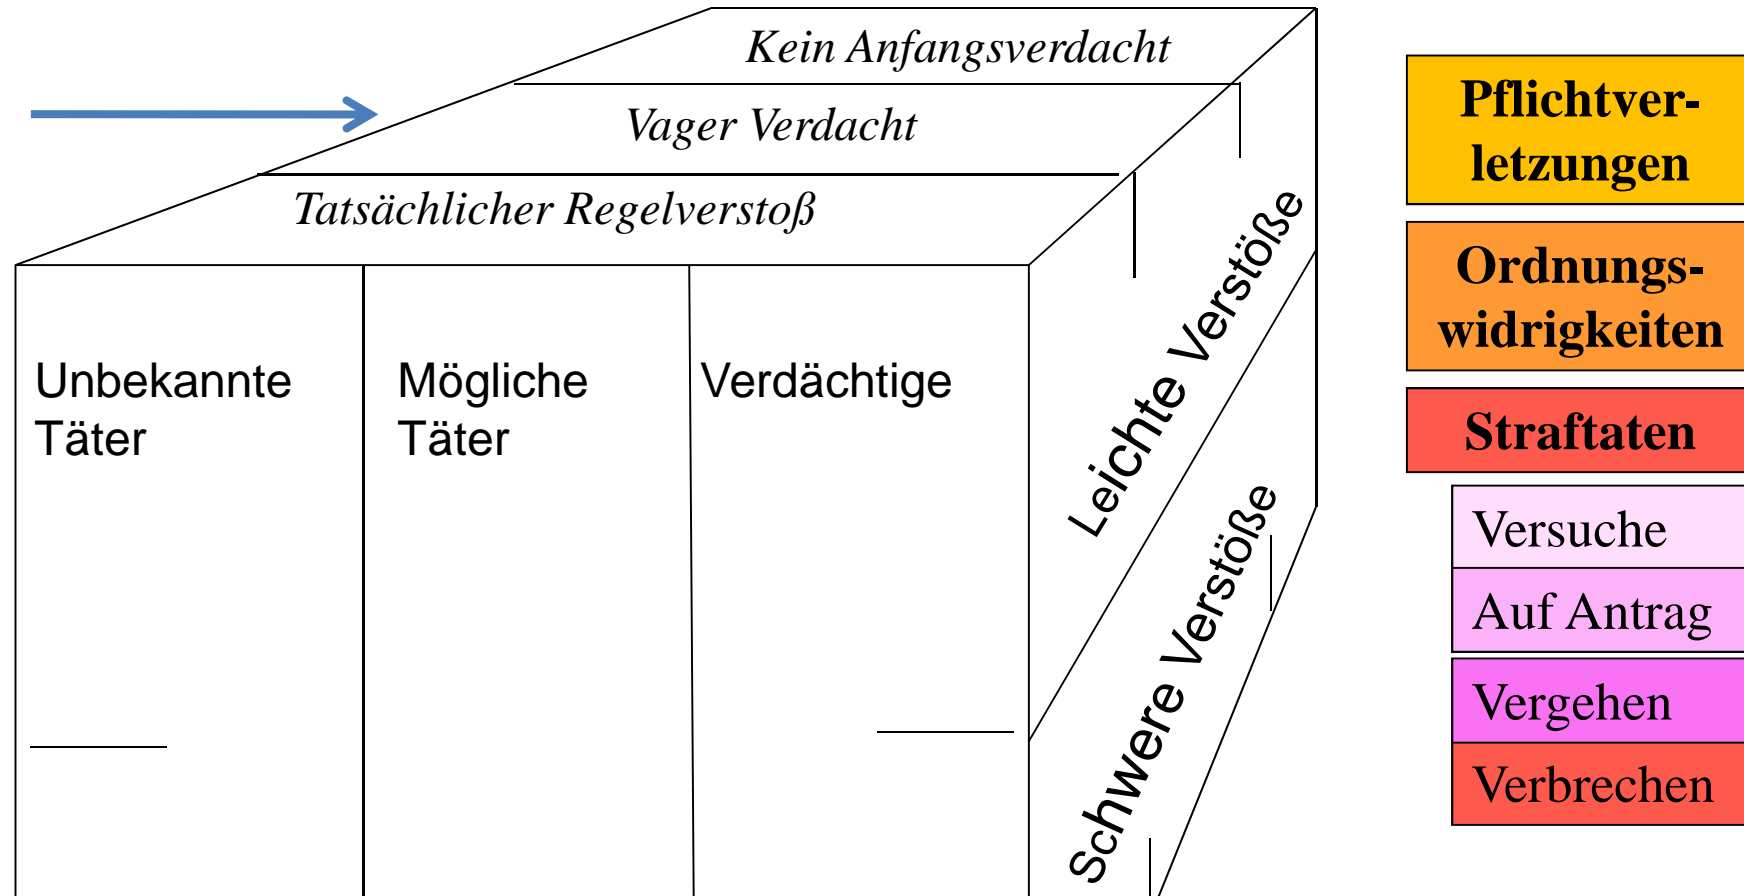 Kein Anfangsverdacht
Vager Verdacht
Tatsächlicher Regelverstoß
Unbekannte
Täter
Mögliche
Täter
Verdächtige
Leichte Verstöße
Schwere Verstöße
Pflichtver-
letzungen
Ordnungs-
widrigkeiten
Straftaten
Versuche
Auf Antrag
Vergehen
Verbrechen